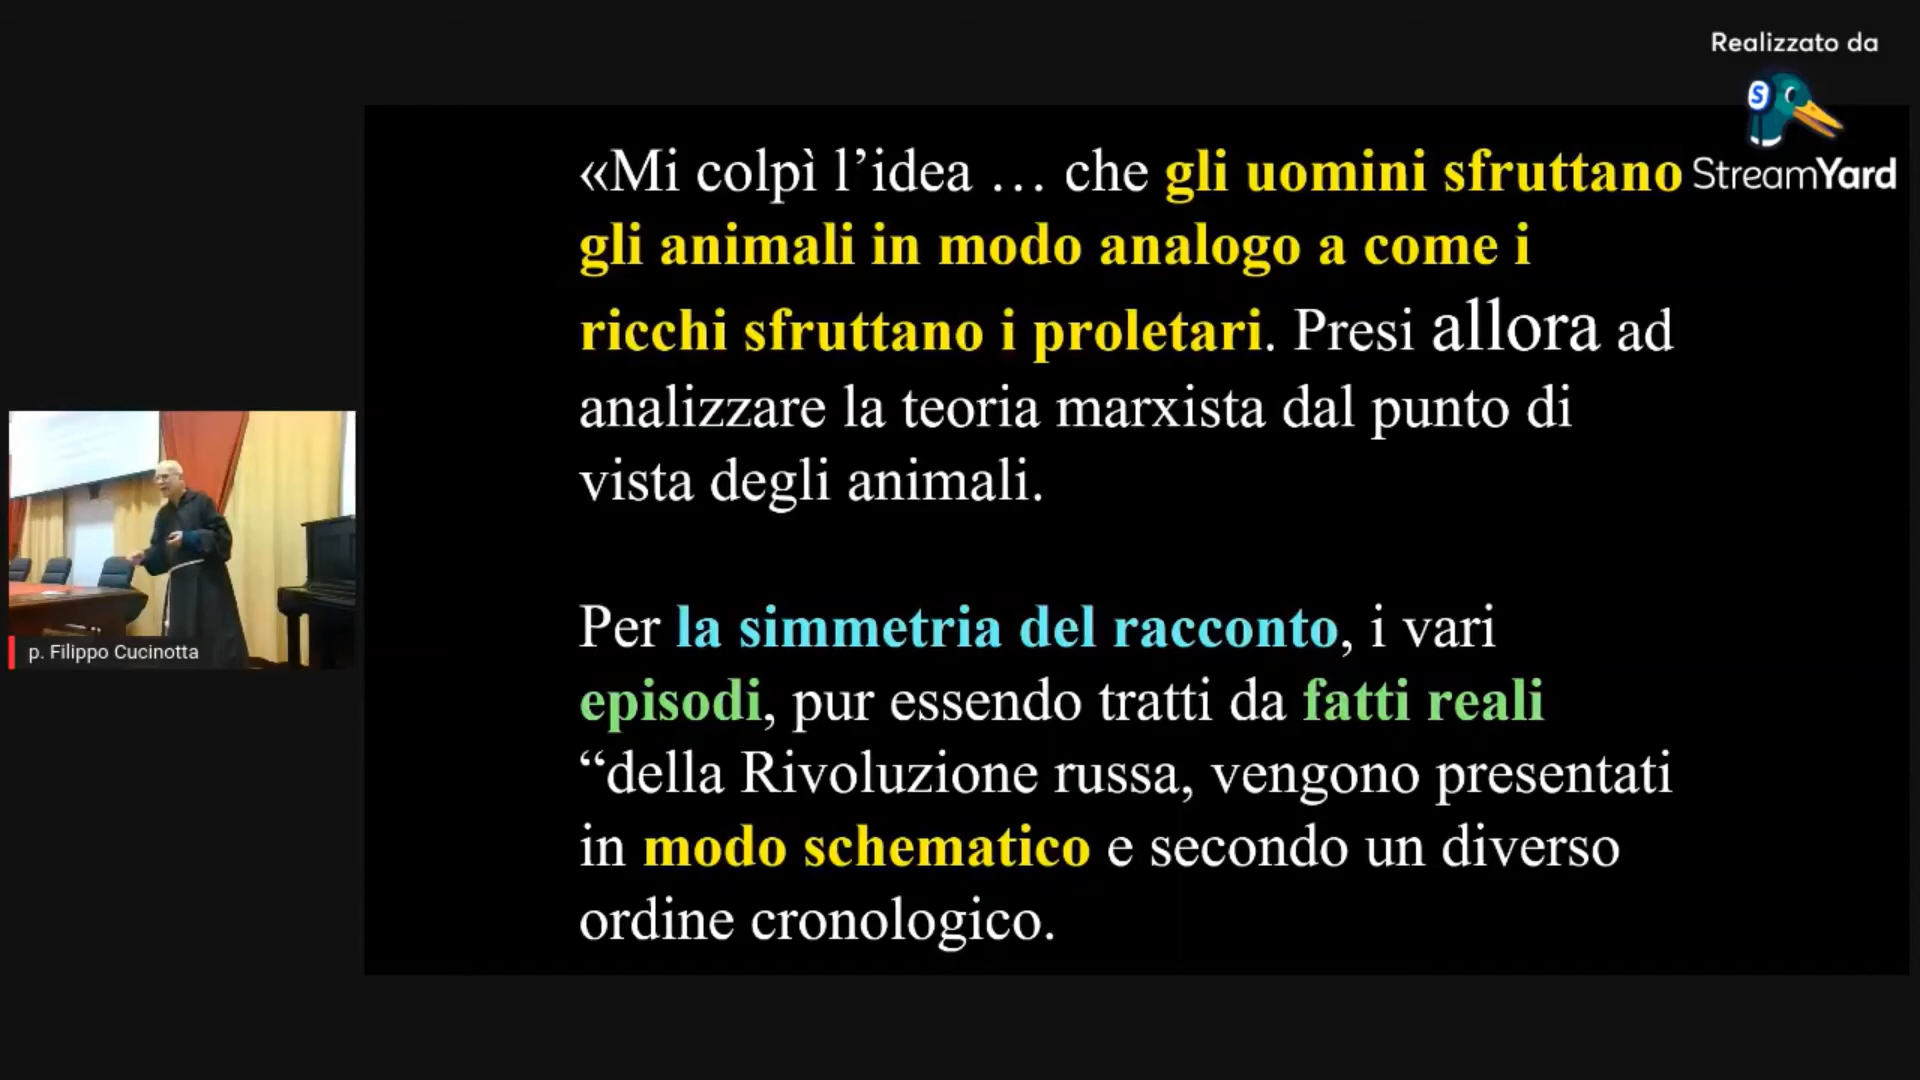 Realizzato da
StreamYard
«Mi colpì l’idea … che gli uomini sfruttano
gli animali in modo analogo a come i
ricchi sfruttano i proletari. Presi allora ad
analizzare la teoria marxista dal punto di
vista degli animali.
Per la simmetria del racconto, i vari
episodi, pur essendo tratti da fatti reali
“della Rivoluzione russa, vengono presentati
in modo schematico e secondo un diverso
ordine cronologico.
p. Filippo Cucinotta